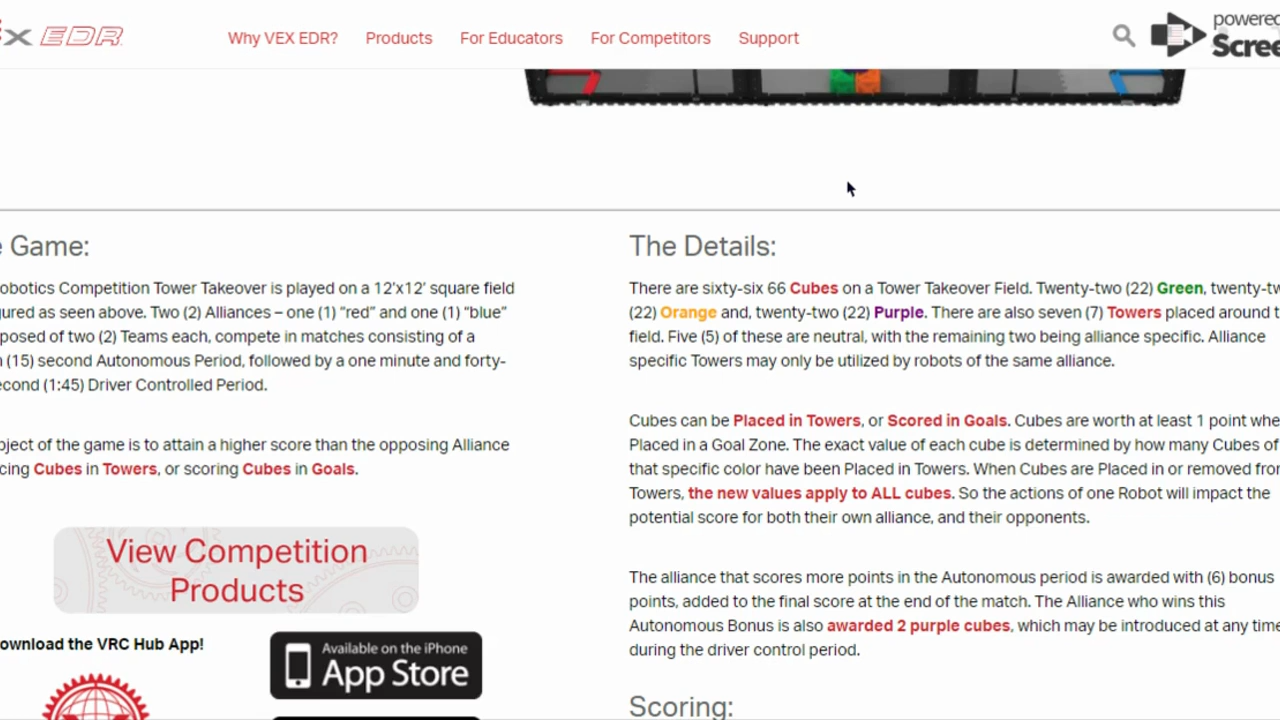 X EDR
Why VEX EDR?
Products
For Educators
For Competitors
Support
powered
Scree
Game:
obotics Competition Tower Takeover is played on a 12'x12' square field
ured as seen above. Two (2) Alliances – one (1) “red” and one (1) “blue”
posed of two (2) Teams each, compete in matches consisting of a
(15) second Autonomous Period, followed by a one minute and forty-
econd (1:45) Driver Controlled Period.
bject of the game is to attain a higher score than the opposing Alliance
cing Cubes in Towers, or scoring Cubes in Goals.
View Competition
Products
ownload the VRC Hub App!
Available on the iPhone
App Store
The Details:
There are sixty-six 66 Cubes on a Tower Takeover Field. Twenty-two (22) Green, twenty-tw
(22) Orange and, twenty-two (22) Purple. There are also seven (7) Towers placed around t
field. Five (5) of these are neutral, with the remaining two being alliance specific. Alliance
specific Towers may only be utilized by robots of the same alliance.
Cubes can be Placed in Towers, or Scored in Goals. Cubes are worth at least 1 point whe
Placed in a Goal Zone. The exact value of each cube is determined by how many Cubes of
that specific color have been Placed in Towers. When Cubes are Placed in or removed from
Towers, the new values apply to ALL cubes. So the actions of one Robot will impact the
potential score for both their own alliance, and their opponents.
The alliance that scores more points in the Autonomous period is awarded with (6) bonus
points, added to the final score at the end of the match. The Alliance who wins this
Autonomous Bonus is also awarded 2 purple cubes, which may be introduced at any time
during the driver control period.
Scoring: